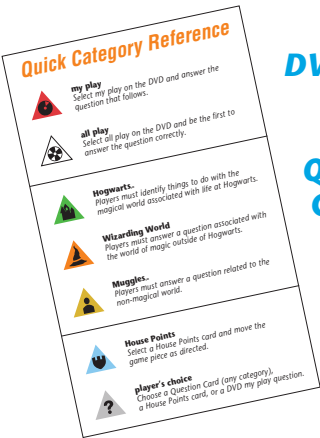 Quick Category Reference
my play
Select my play on the DVD and answer the
question that follows.
all play
Select all play on the DVD and be the first to
answer the question correctly.
Hogwarts™
Players must identify things to do with the
magical world associated with life at Hogwarts.
Wizarding World
Players must answer a question associated with
the world of magic outside of Hogwarts.
Muggles™
Players must answer a question related to the
non-magical world.
House Points
Select a House Points card and move the
game piece as directed.
?
player's choice
Choose a Question Card (any category),
a House Points card, or a DVD my play question.
DV
Q